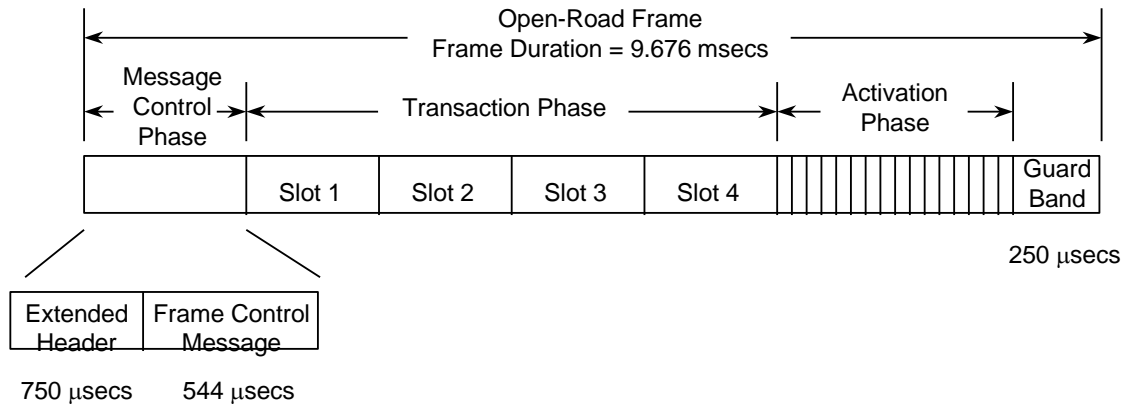 Open-Road Frame
Frame Duration = 9.676 msecs
Message
Control
Phase
Transaction Phase
Activation
Phase
Slot 1
Slot 2
Slot 3
Slot 4
Guard
Band
250 μsecs
Extended
Header
Frame Control
Message
750 μsecs
544 μsecs